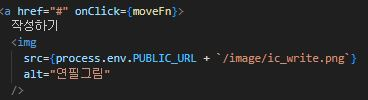 <a href="#" onClick={moveFn}>
작성하기
<img
src={process.env.PUBLIC_URL + `/image/ic_write.png`}
alt="연필그림"
/>